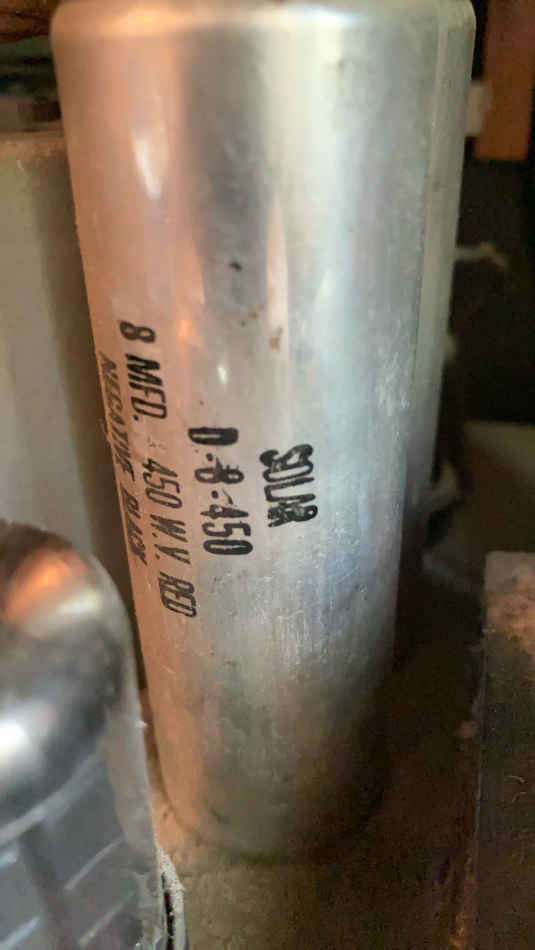 SOLAR
D-8-450
8 MFD. 450 W.V. RED
NEGATIVE BLACK